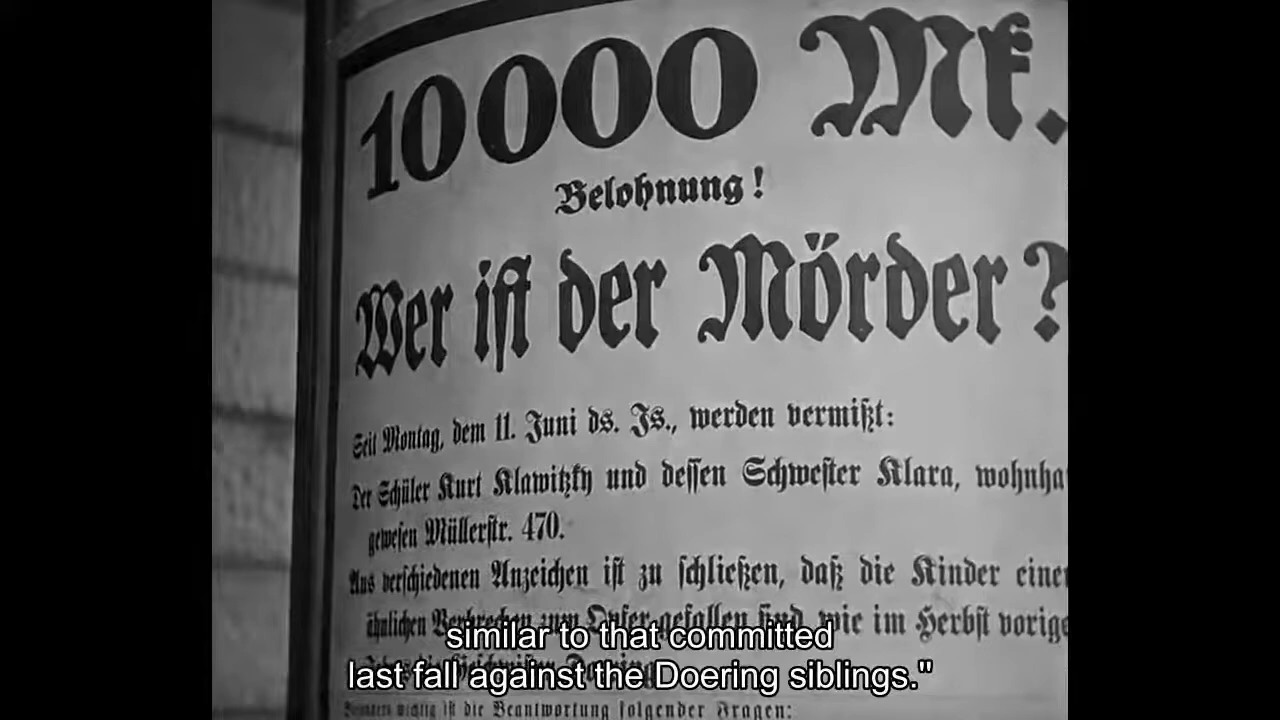 10000 Mk.
Belohnung!
Wer ist der Mörder?
Seit Montag, dem 11. Juni ds. Js., werden vermißt:
Der Schüler Kurt Klawitzky und dessen Schwester Klara, wohnha
gewesen Müllerstr. 470.
Aus verschiedenen Anzeichen ist zu schließen, daß die Kinder eine
ähnlichen Verbrechen zum Opfer gefallen sind, wie im Herbst vorige
similar to that committed
last fall against the Doering siblings."
Besonders wichtig ist die Beantwortung folgender Fragen: